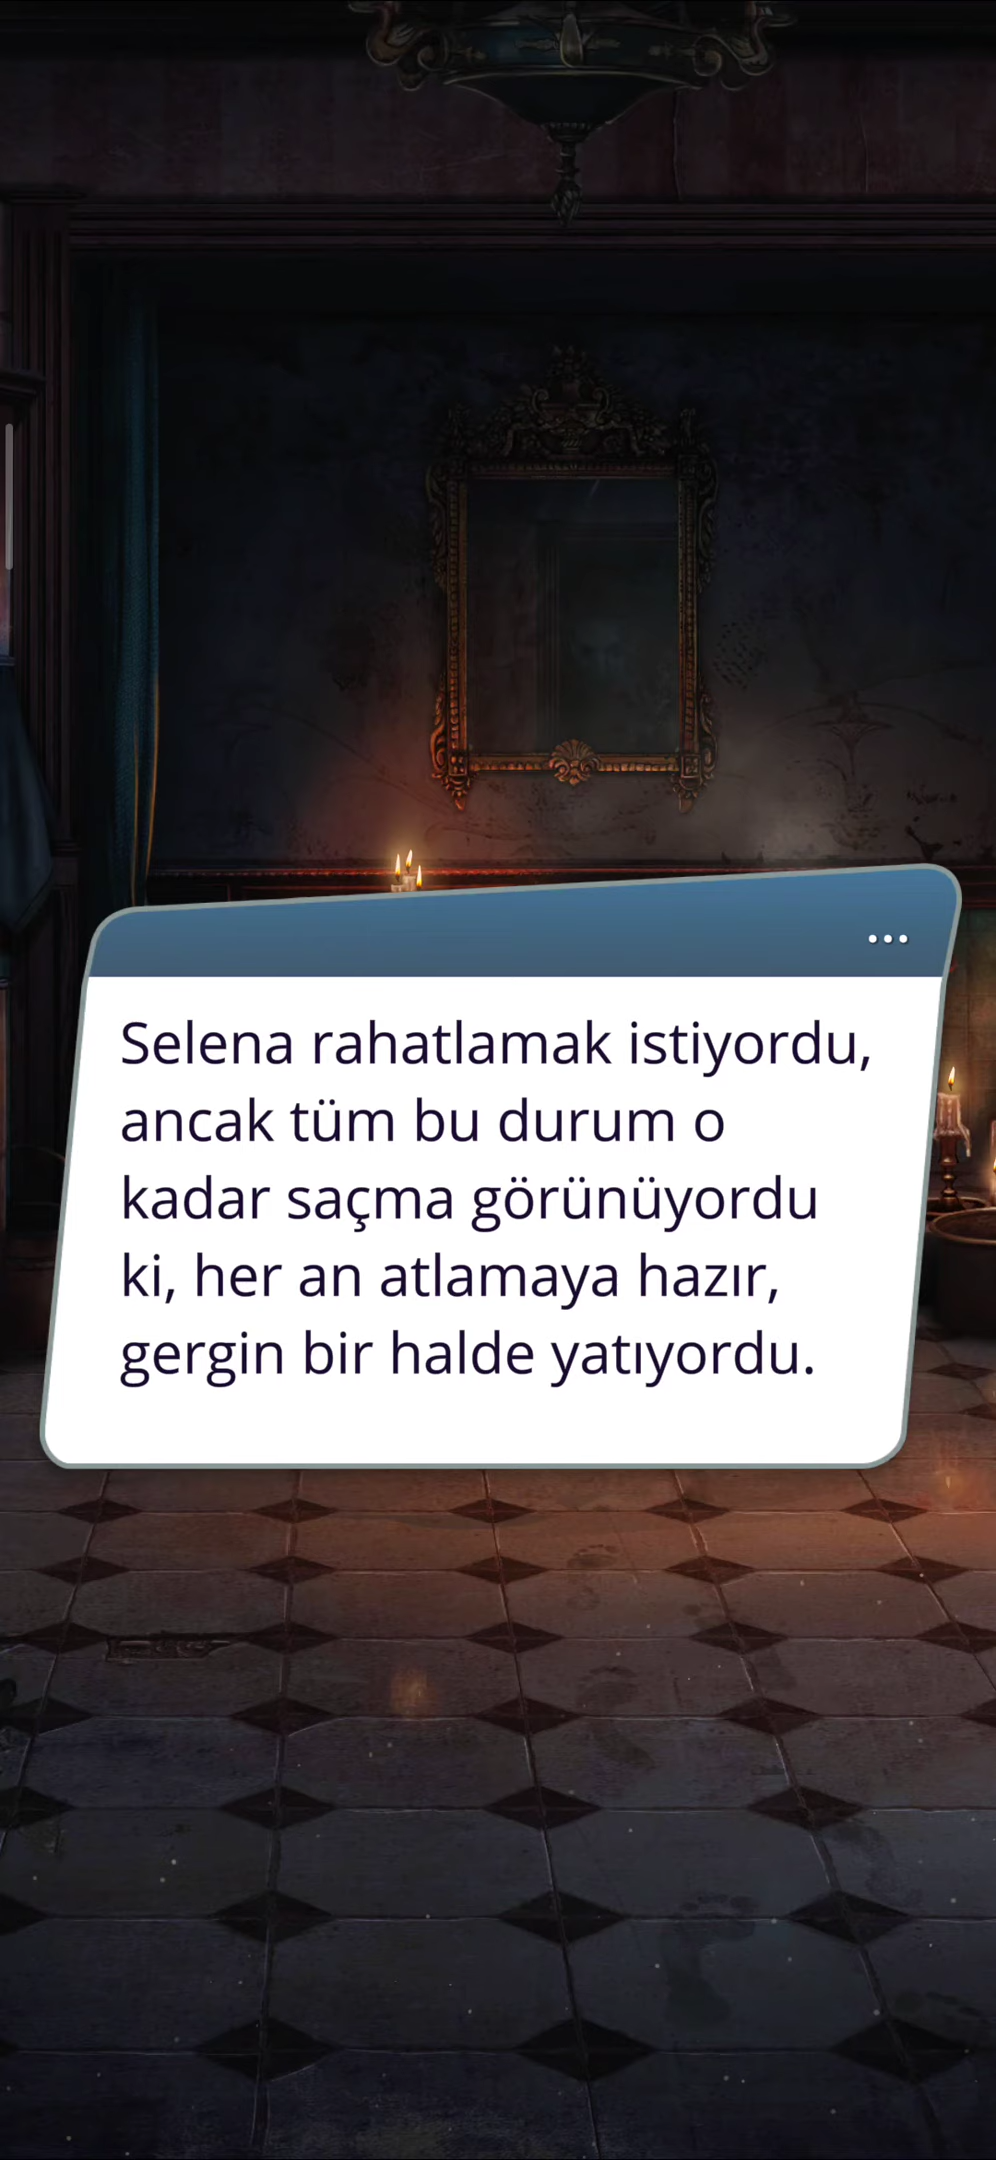 Selena rahatlamak istiyordu,
ancak tüm bu durum o
kadar saçma görünüyordu
ki, her an atlamaya hazır,
gergin bir halde yatıyordu.